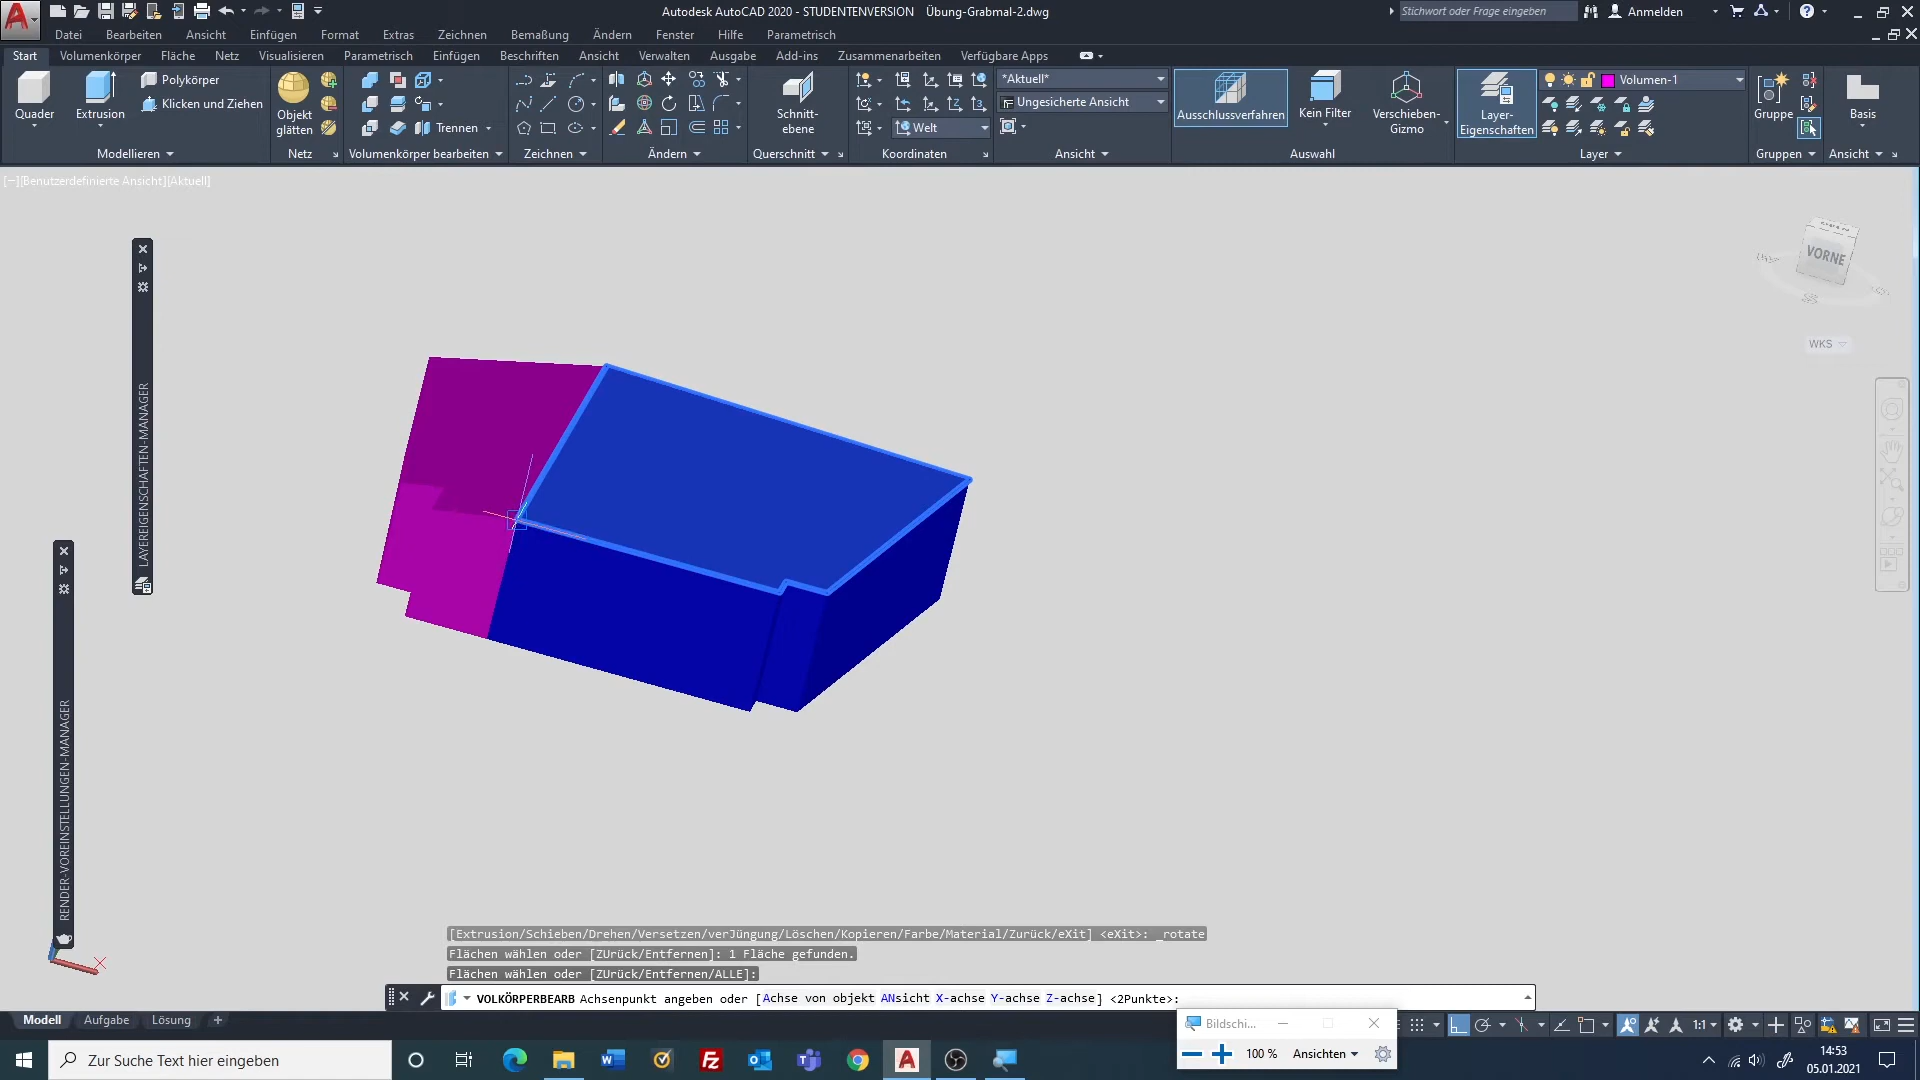 Autodesk AutoCAD 2020 - STUDENTENVERSION Übung-Grabmal-2.dwg
Stichwort oder Frage eingeben
Anmelden
Datei Bearbeiten Ansicht Einfügen Format Extras Zeichnen Bemaßung Ändern Fenster Hilfe Parametrisch
Start Volumenkörper Fläche Netz Visualisieren Parametrisch Einfügen Beschriften Ansicht Verwalten Ausgabe Add-ins Zusammenarbeiten Verfügbare Apps
Quader
Extrusion
Polykörper
Klicken und Ziehen
Objekt
glätten
Trennen
Schnitt-
ebene
Welt
*Aktuell*
Ungesicherte Ansicht
Ausschlussverfahren
Kein Filter
Verschieben-
Gizmo
Layer-
Eigenschaften
Volumen-1
Gruppe
Basis
Modellieren Netz Volumenkörper bearbeiten Zeichnen Ändern Querschnitt Koordinaten Ansicht Auswahl Layer Gruppen Ansicht
[−][Benutzerdefinierte Ansicht][Aktuell]
VORNE
WKS
LAYEREIGENSCHAFTEN-MANAGER
RENDER-VOREINSTELLUNGEN-MANAGER
[Extrusion/Schieben/Drehen/Versetzen/verJüngung/Löschen/Kopieren/Farbe/Material/Zurück/eXit] <eXit>: _rotate
Flächen wählen oder [ZUrück/Entfernen]: 1 Fläche gefunden.
Flächen wählen oder [ZUrück/Entfernen/ALLE]:
VOLKÖRPERBEARB Achsenpunkt angeben oder [Achse von objekt ANsicht X-achse Y-achse Z-achse] <2Punkte>:
Modell Aufgabe Lösung +
Bildschi...
1:1
100 % Ansichten
Zur Suche Text hier eingeben
14:53
05.01.2021